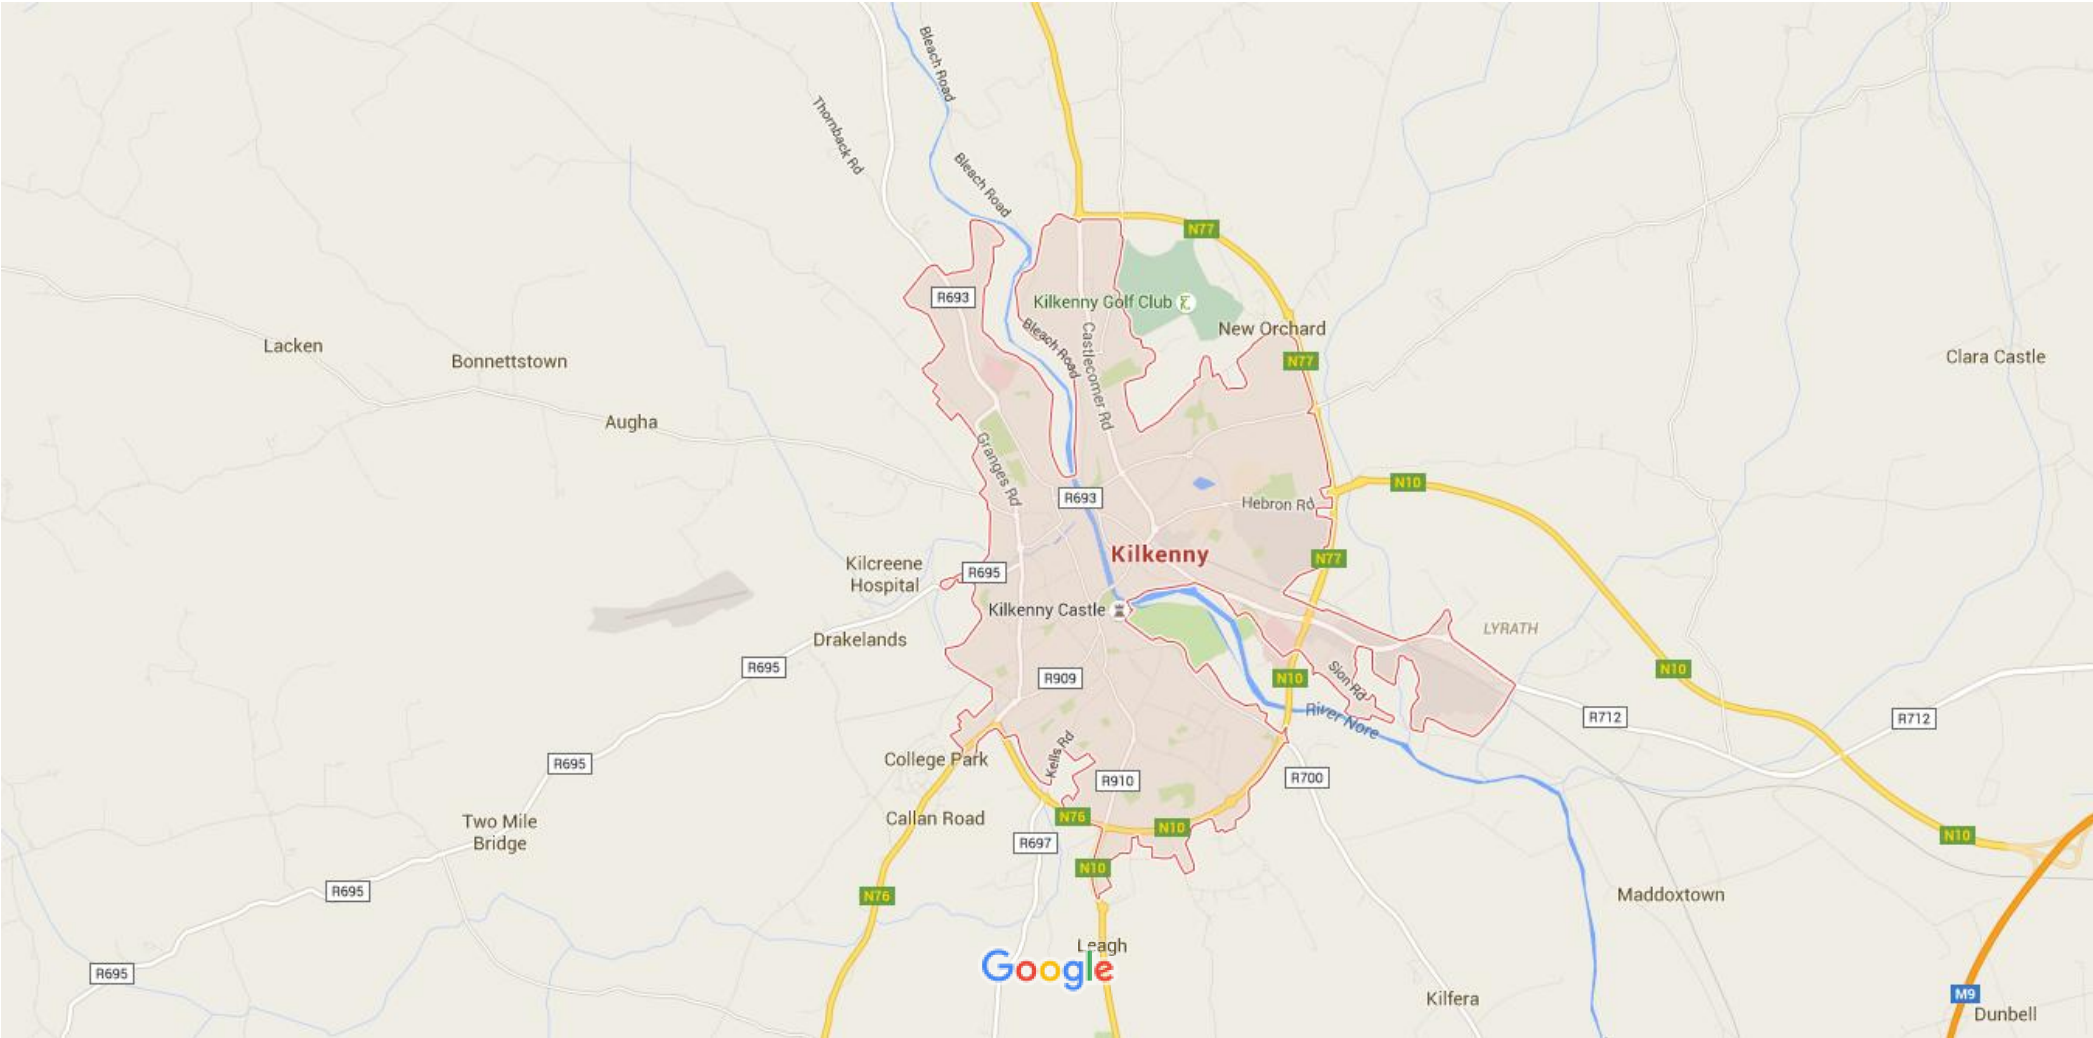 Bleach Road
Thornback Rd
Bleach Road
N77
R693
Kilkenny Golf Club
Bleach Road
Castlecomer Rd
New Orchard
N77
Lacken
Bonnettstown
Clara Castle
Augha
Granges Rd
N10
R693
Hebron Rd
Kilkenny
N77
Kilcreene
Hospital
R695
Kilkenny Castle
LYRATH
Drakelands
R695
R909
N10
Sion Rd
N10
River Nore
R712
R712
College Park
Kells Rd
R695
R910
R700
Two Mile
Bridge
Callan Road
N76
N10
R697
N10
N10
R695
N76
Maddoxtown
Leagh
Google
R695
Kilfera
M9
Dunbell